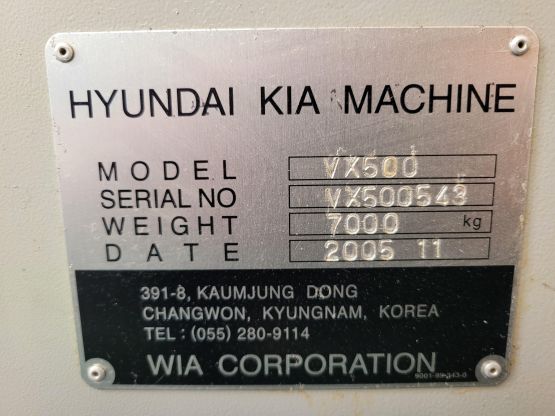 HYUNDAI KIA MACHINE
MODEL VX500
SERIAL NO VX500543
WEIGHT 7000 kg
DATE 2005 11
391-8, KAUMJUNG DONG
CHANGWON, KYUNGNAM, KOREA
TEL : (055) 280-9114
WIA CORPORATION